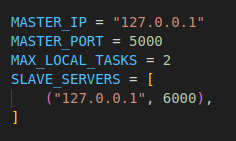 MASTER_IP = "127.0.0.1"
MASTER_PORT = 5000
MAX_LOCAL_TASKS = 2
SLAVE_SERVERS = [
    ("127.0.0.1", 6000),
]